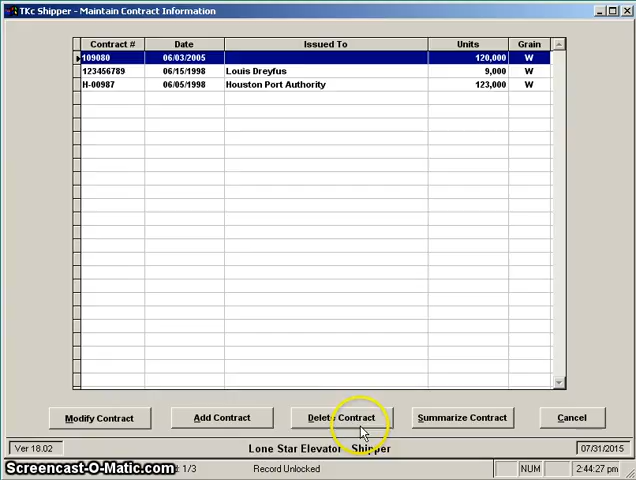 TKc Shipper - Maintain Contract Information
Contract # Date Issued To Units Grain
109080 06/03/2005 120,000 W
123456789 06/15/1998 Louis Dreyfus 9,000 W
H-00987 06/05/1998 Houston Port Authority 123,000 W
Modify Contract Add Contract Delete Contract Summarize Contract Cancel
Ver 18.02 Lone Star Elevator - Shipper 07/31/2015
Screencast-O-Matic.com : 1/3 Record Unlocked NUM 2:44:27 pm